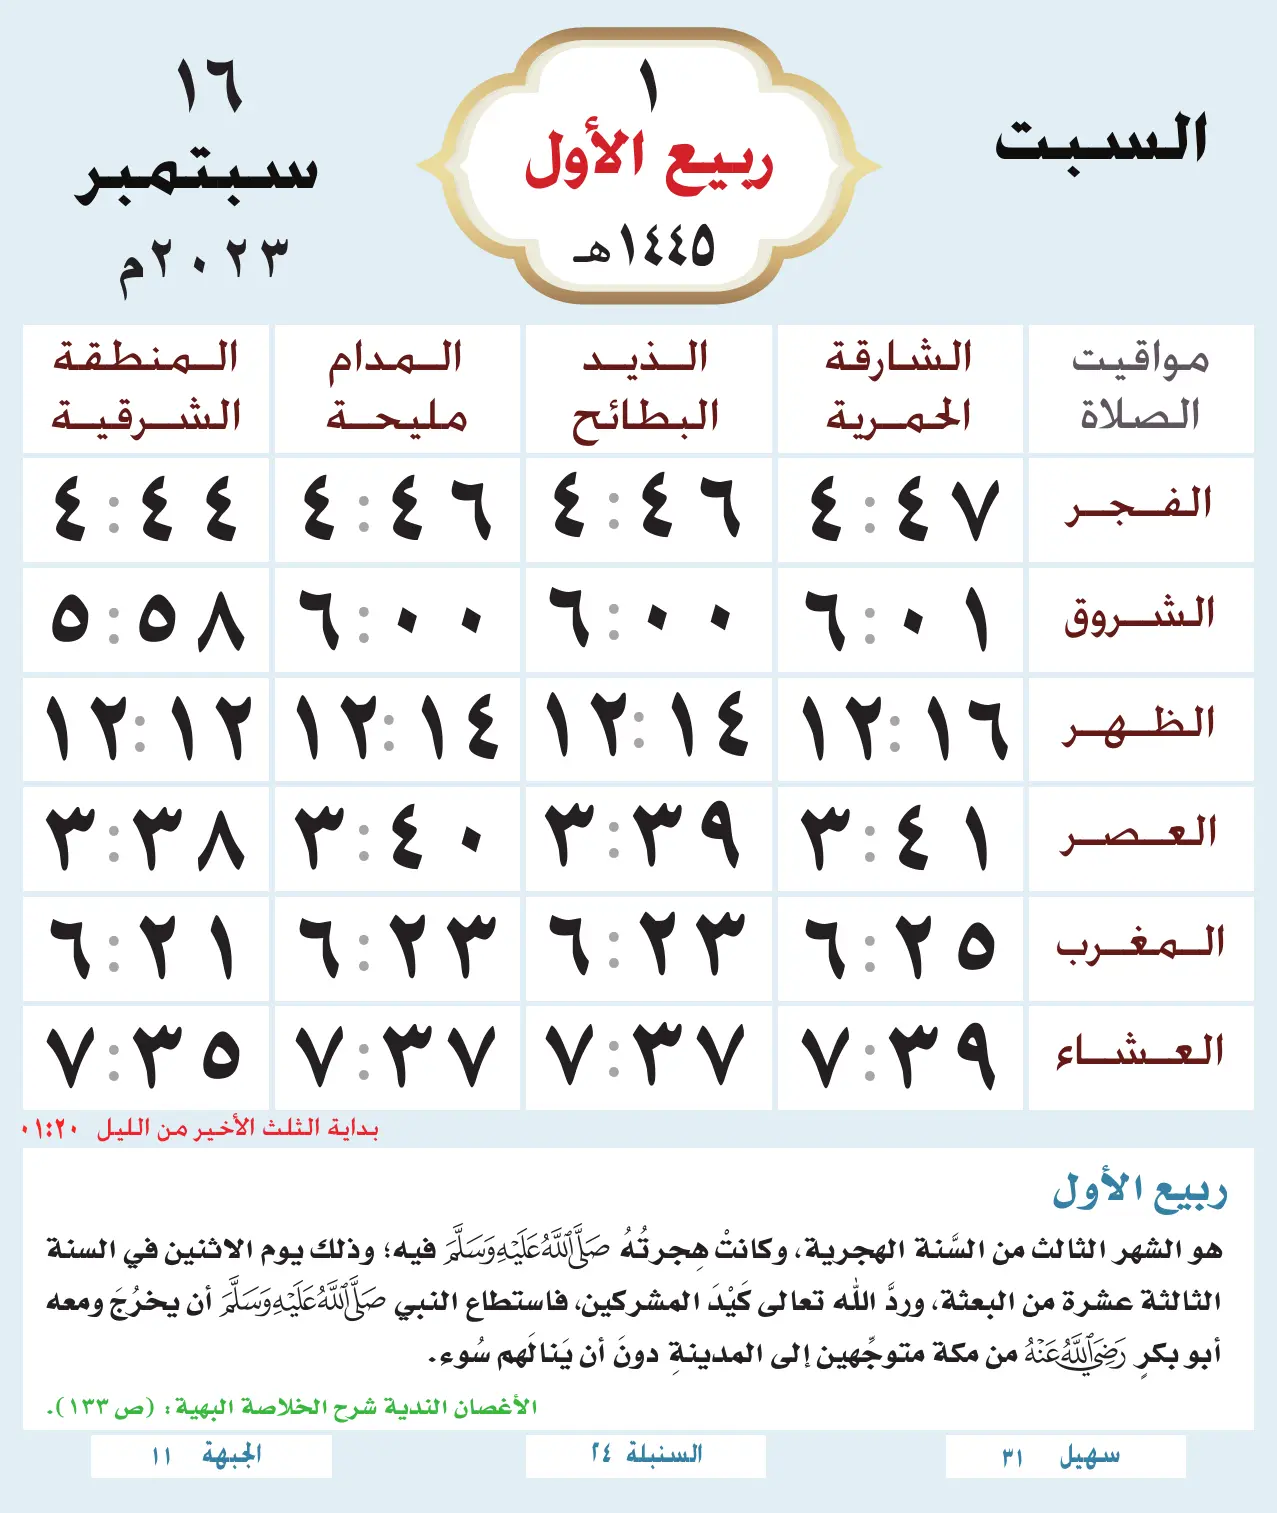 السبت
١
ربيع الأول
١٤٤٥هـ
١٦
سبتمبر
٢٠٢٣م
مواقيت الصلاة	الشارقة الحمرية	الذيد البطائح	المدام مليحة	المنطقة الشرقية
الفجر	٤:٤٧	٤:٤٦	٤:٤٦	٤:٤٤
الشروق	٦:٠١	٦:٠٠	٦:٠٠	٥:٥٨
الظهر	١٢:١٦	١٢:١٤	١٢:١٤	١٢:١٢
العصر	٣:٤١	٣:٣٩	٣:٤٠	٣:٣٨
المغرب	٦:٢٥	٦:٢٣	٦:٢٣	٦:٢١
العشاء	٧:٣٩	٧:٣٧	٧:٣٧	٧:٣٥
بداية الثلث الأخير من الليل ٠١:٢٠
ربيع الأول
هو الشهر الثالث من السَّنة الهجرية، وكانتْ هِجرتُهُ صَلَّى اللَّهُ عَلَيْهِ وَسَلَّمَ فيه؛ وذلك يوم الاثنين في السنة
الثالثة عشرة من البعثة، وردَّ الله تعالى كَيْدَ المشركين، فاستطاع النبي صَلَّى اللَّهُ عَلَيْهِ وَسَلَّمَ أن يخرُجَ ومعه
أبو بكرٍ رَضِيَ اللَّهُ عَنْهُ من مكة متوجِّهين إلى المدينةِ دونَ أن يَنالَهم سُوء.
الأغصان الندية شرح الخلاصة البهية: (ص ١٣٣).
سهيل ٣١
السنبلة ٢٤
الجبهة ١١